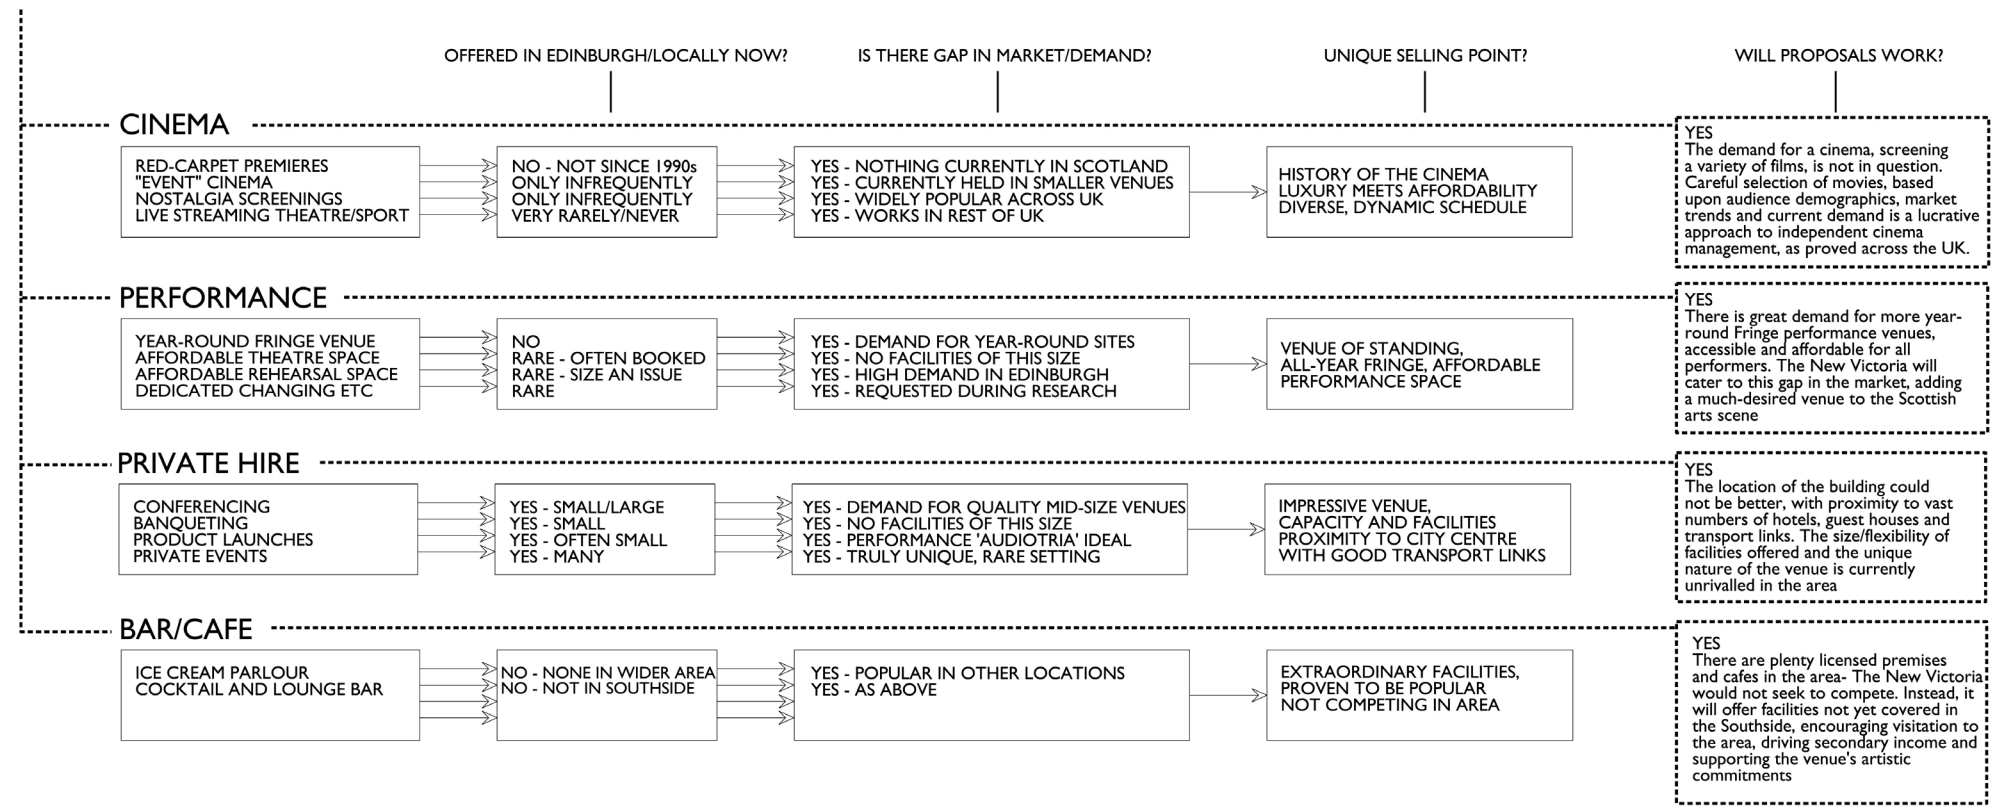 OFFERED IN EDINBURGH/LOCALLY NOW?
IS THERE GAP IN MARKET/DEMAND?
UNIQUE SELLING POINT?
WILL PROPOSALS WORK?
CINEMA
RED-CARPET PREMIERES
"EVENT" CINEMA
NOSTALGIA SCREENINGS
LIVE STREAMING THEATRE/SPORT
NO - NOT SINCE 1990s
ONLY INFREQUENTLY
ONLY INFREQUENTLY
VERY RARELY/NEVER
YES - NOTHING CURRENTLY IN SCOTLAND
YES - CURRENTLY HELD IN SMALLER VENUES
YES - WIDELY POPULAR ACROSS UK
YES - WORKS IN REST OF UK
HISTORY OF THE CINEMA
LUXURY MEETS AFFORDABILITY
DIVERSE, DYNAMIC SCHEDULE
YES
The demand for a cinema, screening
a variety of films, is not in question.
Careful selection of movies, based
upon audience demographics, market
trends and current demand is a lucrative
approach to independent cinema
management, as proved across the UK.
PERFORMANCE
YEAR-ROUND FRINGE VENUE
AFFORDABLE THEATRE SPACE
AFFORDABLE REHEARSAL SPACE
DEDICATED CHANGING ETC
NO
RARE - OFTEN BOOKED
RARE - SIZE AN ISSUE
RARE
YES - DEMAND FOR YEAR-ROUND SITES
YES - NO FACILITIES OF THIS SIZE
YES - HIGH DEMAND IN EDINBURGH
YES - REQUESTED DURING RESEARCH
VENUE OF STANDING,
ALL-YEAR FRINGE, AFFORDABLE
PERFORMANCE SPACE
YES
There is great demand for more year-
round Fringe performance venues,
accessible and affordable for all
performers. The New Victoria will
cater to this gap in the market, adding
a much-desired venue to the Scottish
arts scene
PRIVATE HIRE
CONFERENCING
BANQUETING
PRODUCT LAUNCHES
PRIVATE EVENTS
YES - SMALL/LARGE
YES - SMALL
YES - OFTEN SMALL
YES - MANY
YES - DEMAND FOR QUALITY MID-SIZE VENUES
YES - NO FACILITIES OF THIS SIZE
YES - PERFORMANCE 'AUDIOTRIA' IDEAL
YES - TRULY UNIQUE, RARE SETTING
IMPRESSIVE VENUE,
CAPACITY AND FACILITIES
PROXIMITY TO CITY CENTRE
WITH GOOD TRANSPORT LINKS
YES
The location of the building could
not be better, with proximity to vast
numbers of hotels, guest houses and
transport links. The size/flexibility of
facilities offered and the unique
nature of the venue is currently
unrivalled in the area
BAR/CAFE
ICE CREAM PARLOUR
COCKTAIL AND LOUNGE BAR
NO - NONE IN WIDER AREA
NO - NOT IN SOUTHSIDE
YES - POPULAR IN OTHER LOCATIONS
YES - AS ABOVE
EXTRAORDINARY FACILITIES,
PROVEN TO BE POPULAR
NOT COMPETING IN AREA
YES
There are plenty licensed premises
and cafes in the area- The New Victoria
would not seek to compete. Instead, it
will offer facilities not yet covered in
the Southside, encouraging visitation to
the area, driving secondary income and
supporting the venue's artistic
commitments